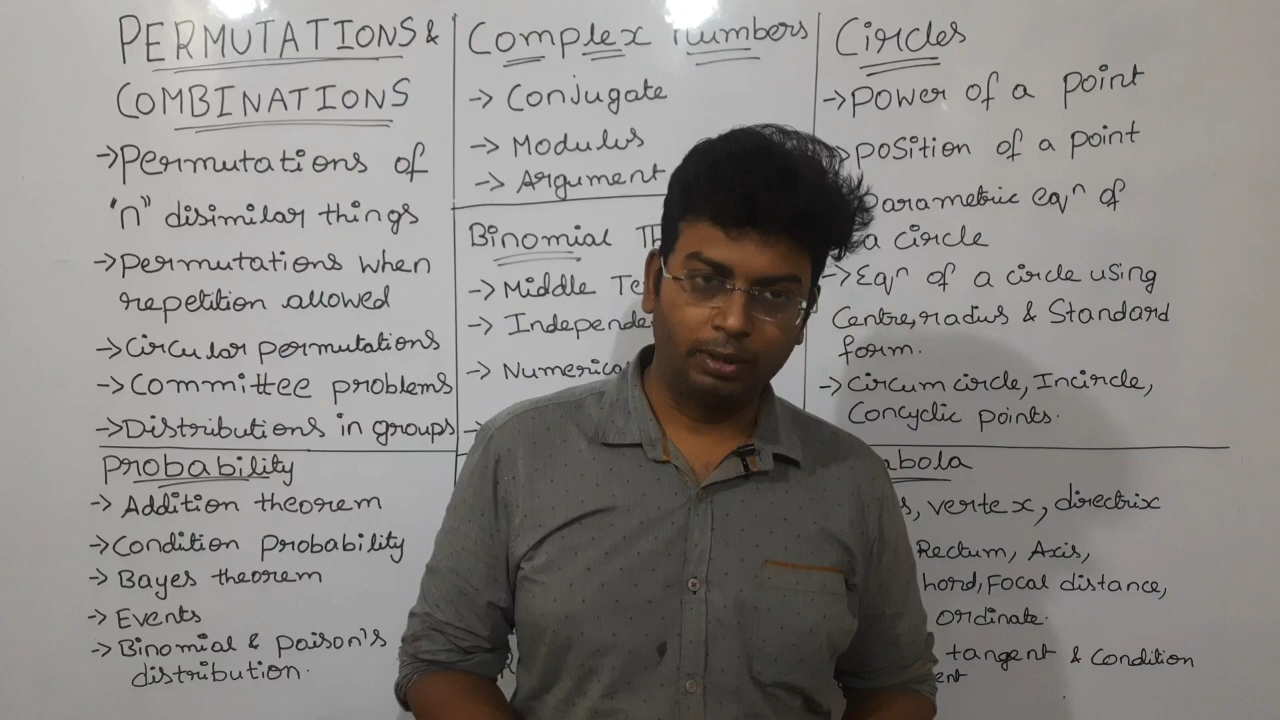 PERMUTATIONS &
COMBINATIONS
-> Permutations of
"n" disimilar things
-> Permutations when
repetition allowed
-> Circular permutations
-> Committee problems
-> Distributions in groups
Probability
-> Addition theorem
-> Condition probability
-> Bayes theorem
-> Events
-> Binomial & poison's
distribution.
Complex numbers
-> Conjugate
-> Modulus
-> Argument
Binomial
-> Middle
->
->
->
Circles
-> Power of a point
position of a point
Parametric eqⁿ of
a circle
-> Eqⁿ of a circle using
Centre, radius & Standard
form.
-> Circum circle, Incircle,
Concyclic points.
vertex, directrix
Rectum, Axis,
Focal distance,
ordinate.
tangent & Condition